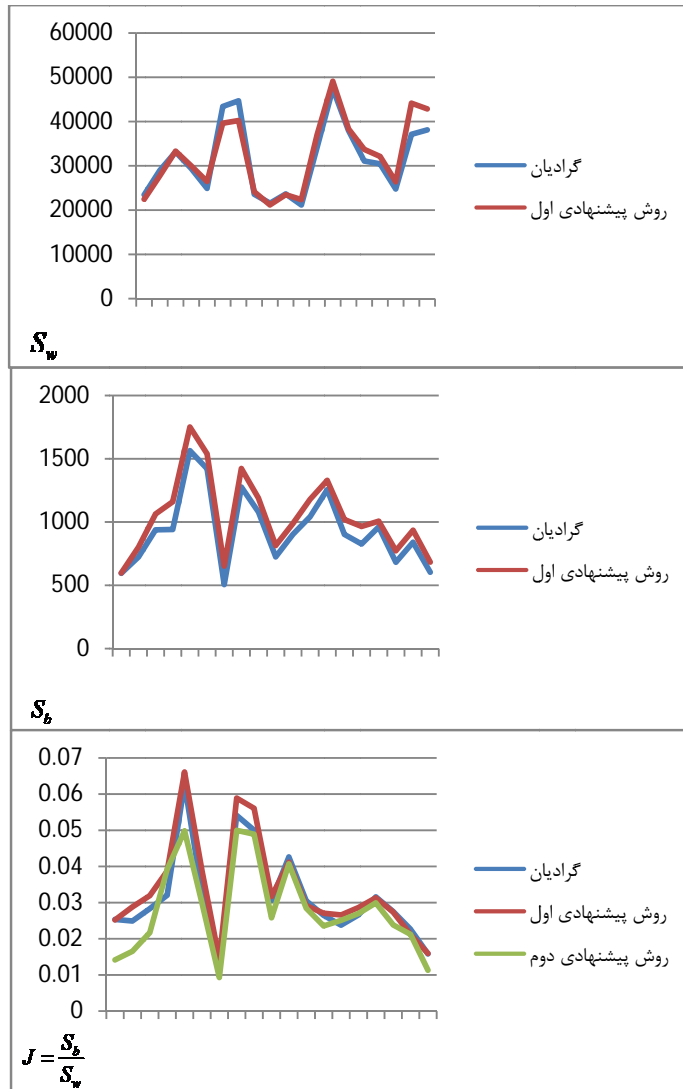 60000
50000
40000
30000
20000
10000
0
گرادیان
روش پیشنهادی اول
S_w
2000
1500
1000
500
0
گرادیان
روش پیشنهادی اول
S_b
0.07
0.06
0.05
0.04
0.03
0.02
0.01
0
گرادیان
روش پیشنهادی اول
روش پیشنهادی دوم
J = S_b / S_w